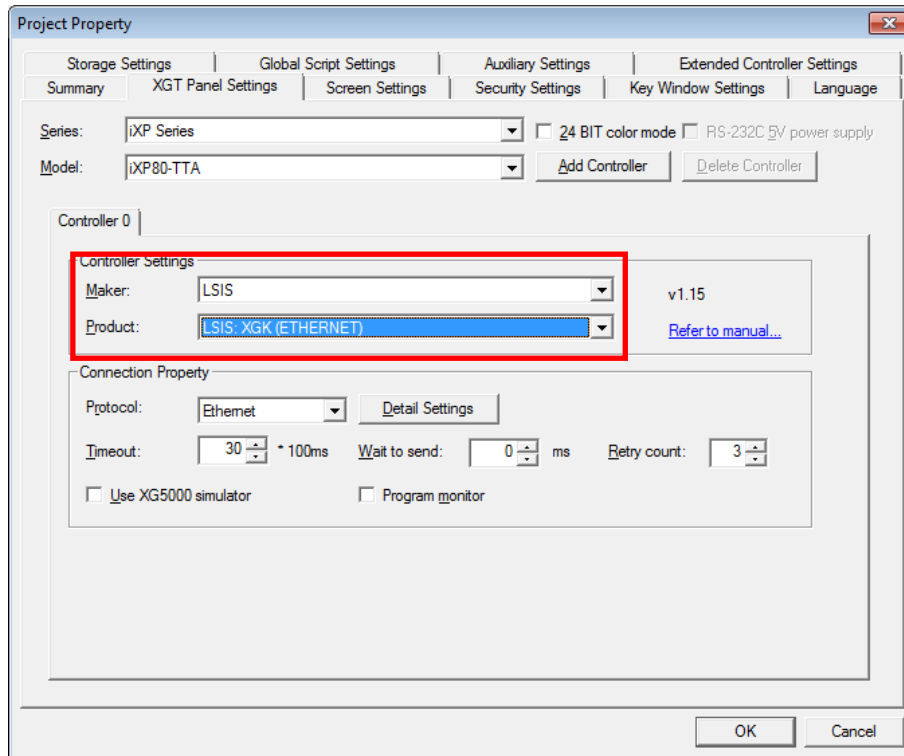 Project Property
Storage Settings Global Script Settings Auxiliary Settings Extended Controller Settings
Summary XGT Panel Settings Screen Settings Security Settings Key Window Settings Language
Series: iXP Series 24 BIT color mode RS-232C 5V power supply
Model: iXP80-TTA Add Controller Delete Controller
Controller 0
Controller Settings
Maker: LSIS v1.15
Product: LSIS: XGK (ETHERNET) Refer to manual...
Connection Property
Protocol: Ethernet Detail Settings
Timeout: 30 * 100ms Wait to send: 0 ms Retry count: 3
Use XG5000 simulator Program monitor
OK Cancel